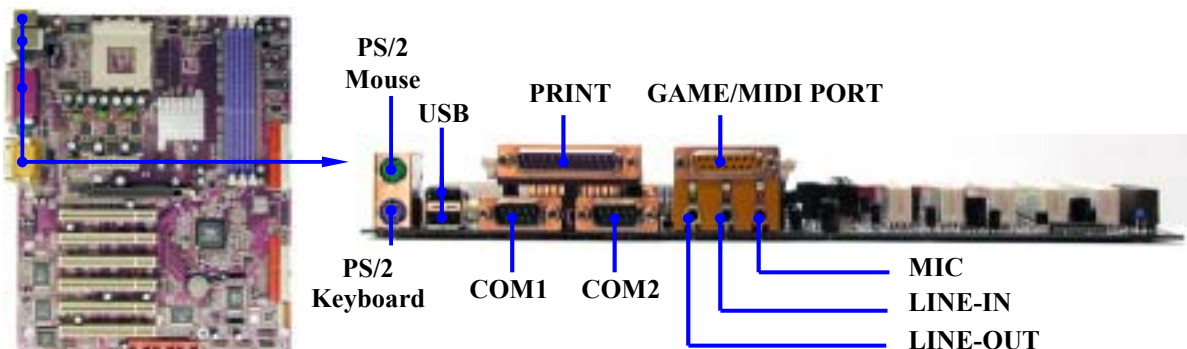 PS/2
Mouse
USB
PRINT
GAME/MIDI PORT
PS/2
Keyboard
COM1
COM2
MIC
LINE-IN
LINE-OUT